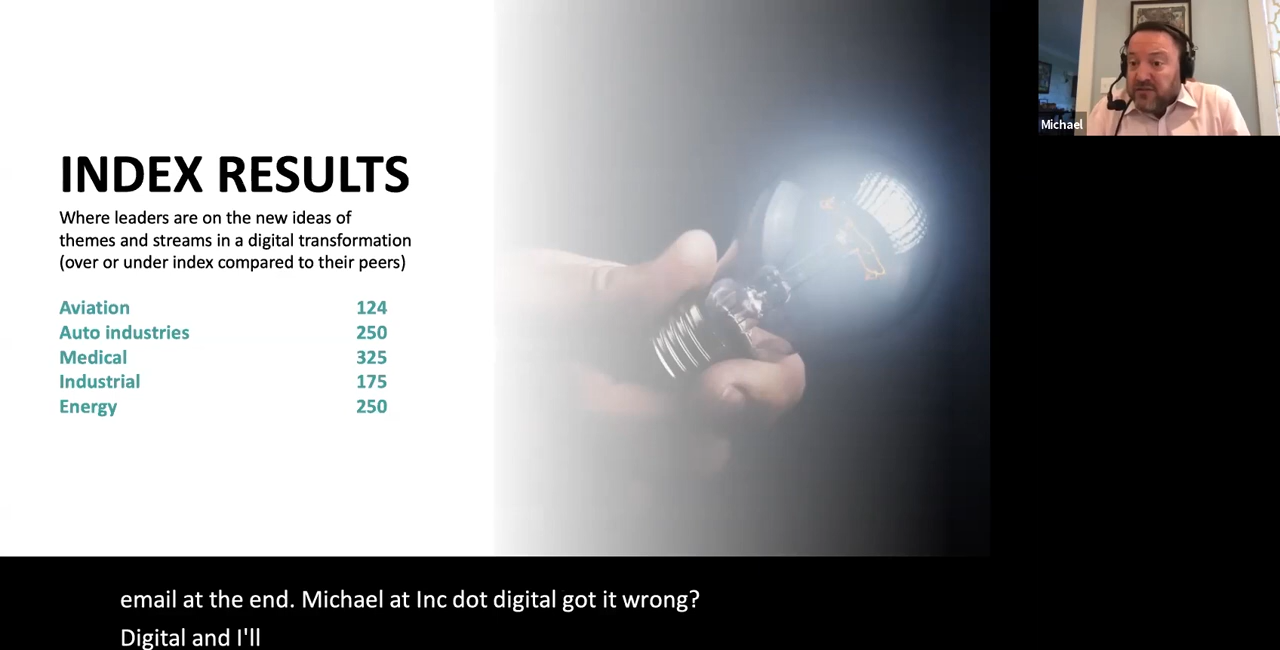 INDEX RESULTS
Where leaders are on the new ideas of
themes and streams in a digital transformation
(over or under index compared to their peers)
Aviation 124
Auto industries 250
Medical 325
Industrial 175
Energy 250
Michael
email at the end. Michael at Inc dot digital got it wrong?
Digital and I'll